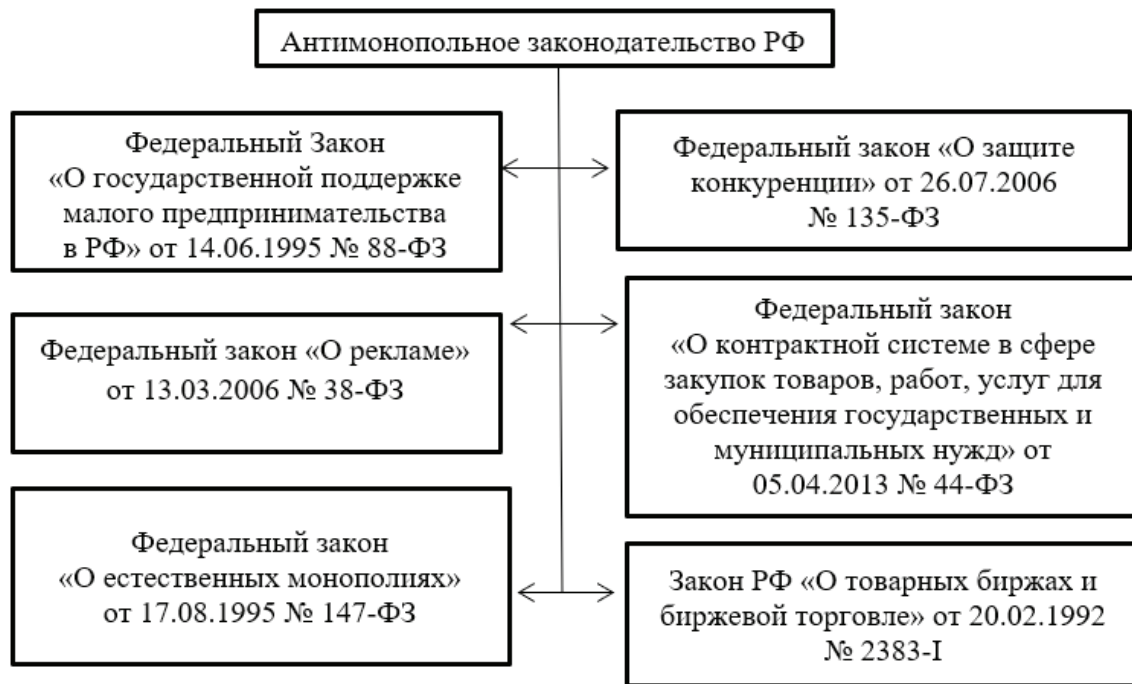 Антимонопольное законодательство РФ
Федеральный Закон
«О государственной поддержке
малого предпринимательства
в РФ» от 14.06.1995 № 88-ФЗ
Федеральный закон «О защите
конкуренции» от 26.07.2006
№ 135-ФЗ
Федеральный закон «О рекламе»
от 13.03.2006 № 38-ФЗ
Федеральный закон
«О контрактной системе в сфере
закупок товаров, работ, услуг для
обеспечения государственных и
муниципальных нужд» от
05.04.2013 № 44-ФЗ
Федеральный закон
«О естественных монополиях»
от 17.08.1995 № 147-ФЗ
Закон РФ «О товарных биржах и
биржевой торговле» от 20.02.1992
№ 2383-I